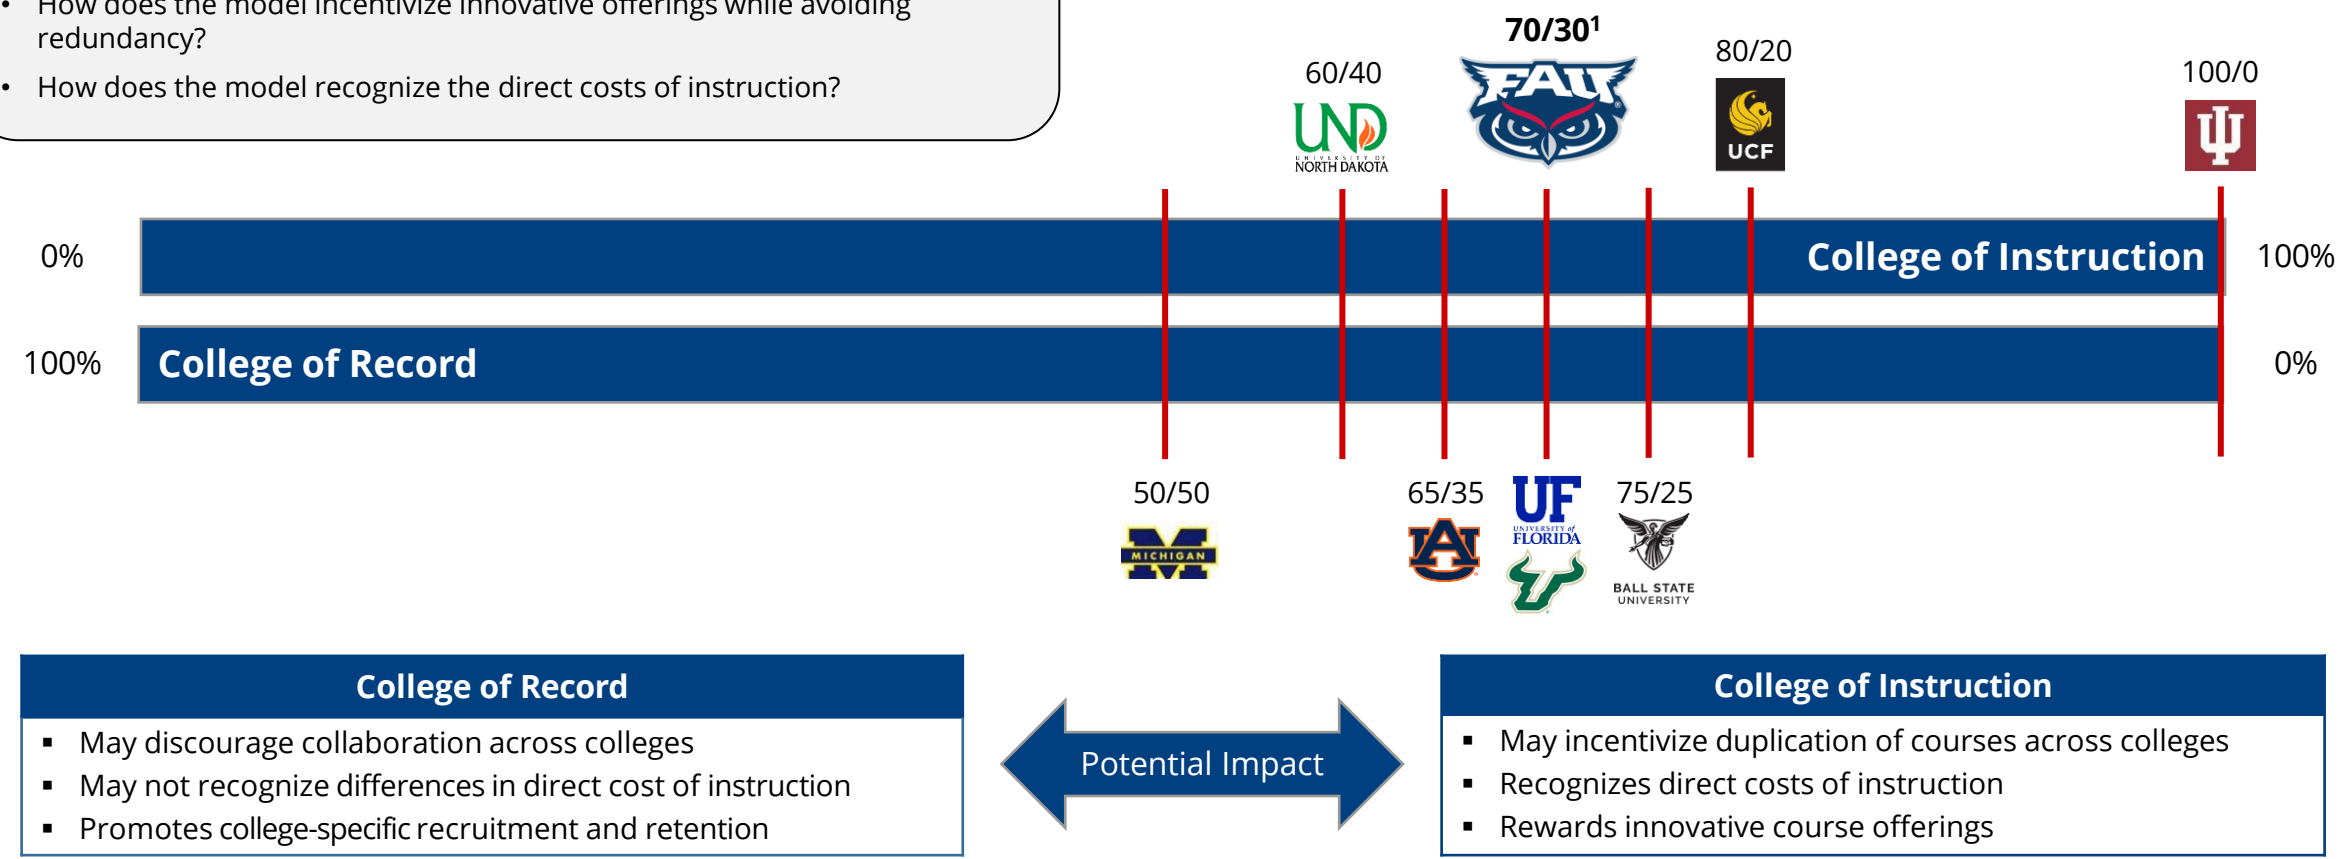 • How does the model incentivize innovative offerings while avoiding
redundancy?
• How does the model recognize the direct costs of instruction?
60/40
UND
UNIVERSITY OF
NORTH DAKOTA
70/30¹
FAU
®
80/20
UCF
100/0
0%
College of Instruction
100%
100%
College of Record
0%
50/50
M
MICHIGAN
65/35
AU
UF
UNIVERSITY of
FLORIDA
75/25
BALL STATE
UNIVERSITY
College of Record
▪ May discourage collaboration across colleges
▪ May not recognize differences in direct cost of instruction
▪ Promotes college-specific recruitment and retention
Potential Impact
College of Instruction
▪ May incentivize duplication of courses across colleges
▪ Recognizes direct costs of instruction
▪ Rewards innovative course offerings